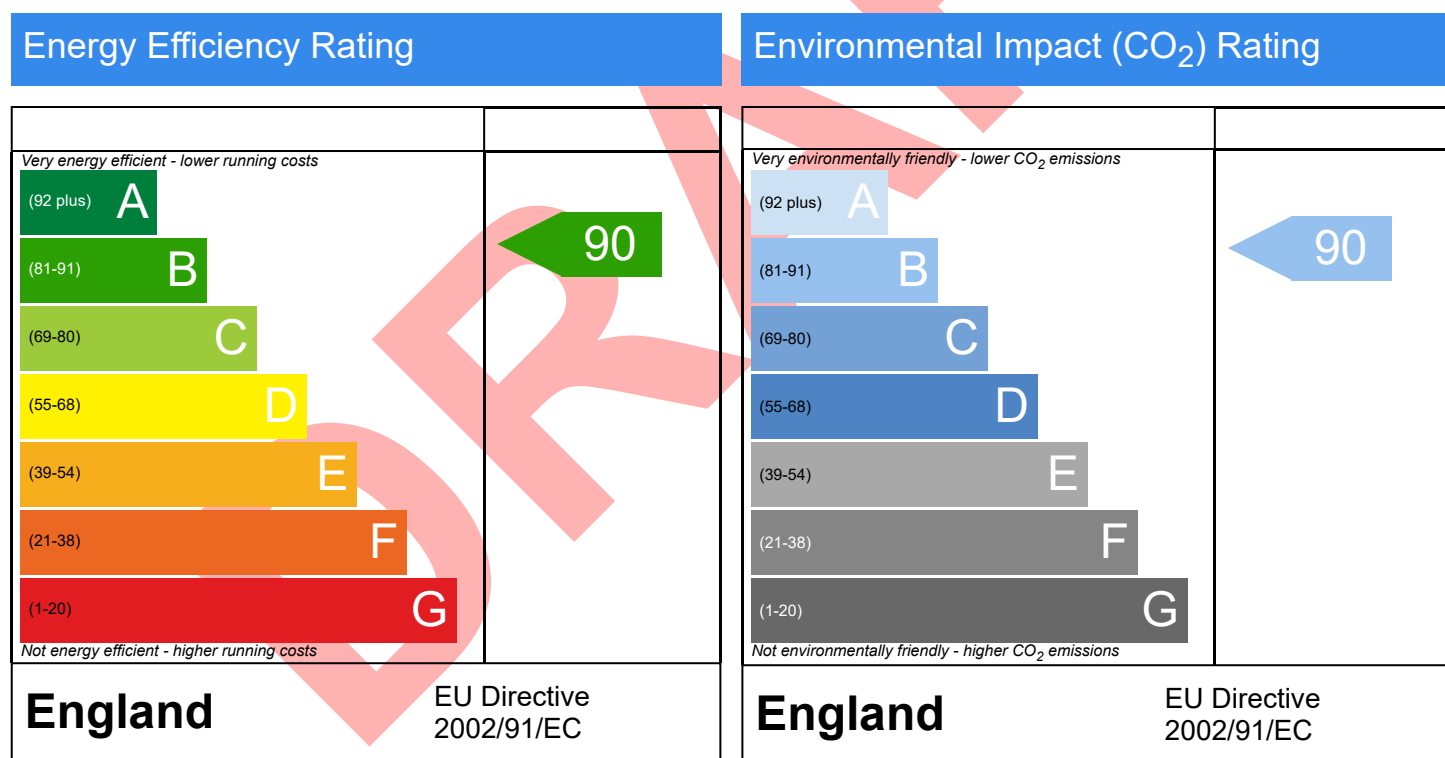 Energy Efficiency Rating
Very energy efficient - lower running costs
(92 plus) A
(81-91) B
(69-80) C
(55-68) D
(39-54) E
(21-38) F
(1-20) G
Not energy efficient - higher running costs
90
England
EU Directive
2002/91/EC
Environmental Impact (CO₂) Rating
Very environmentally friendly - lower CO₂ emissions
(92 plus) A
(81-91) B
(69-80) C
(55-68) D
(39-54) E
(21-38) F
(1-20) G
Not environmentally friendly - higher CO₂ emissions
90
England
EU Directive
2002/91/EC